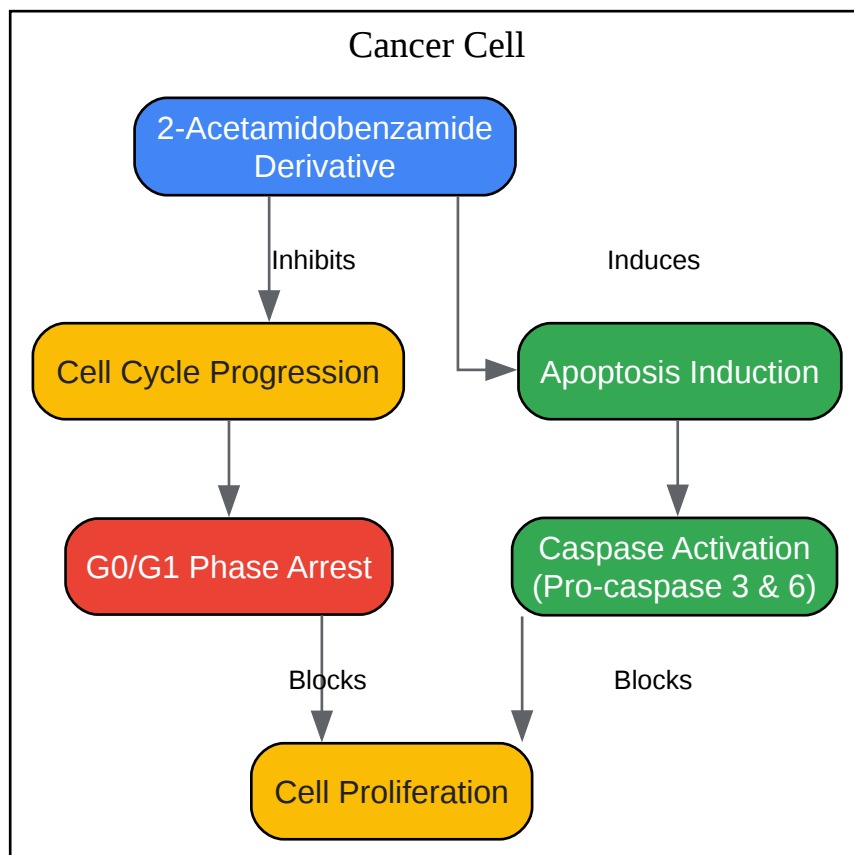 Cancer Cell
2-Acetamidobenzamide
Derivative
Inhibits
Induces
Cell Cycle Progression
Apoptosis Induction
G0/G1 Phase Arrest
Caspase Activation
(Pro-caspase 3 & 6)
Blocks
Blocks
Cell Proliferation